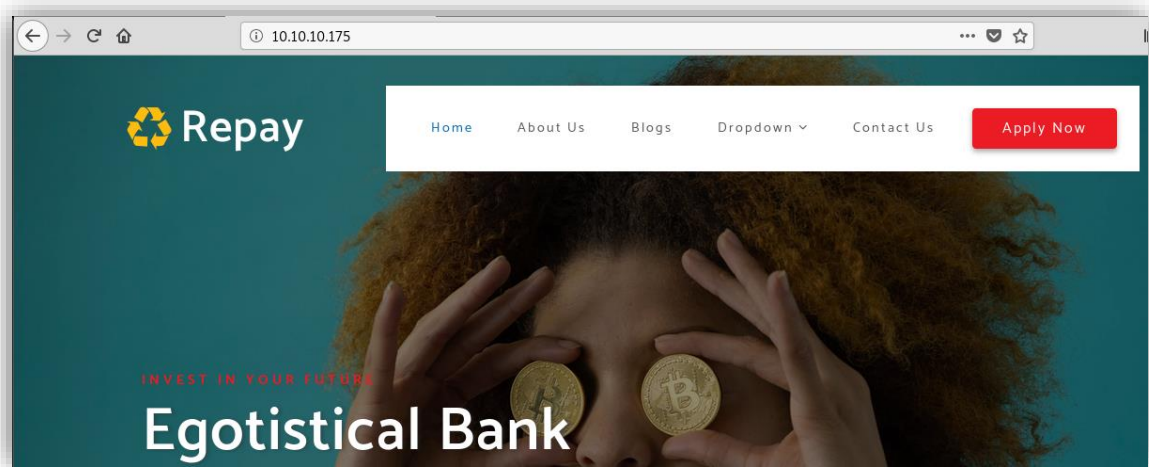 10.10.10.175
Repay
Home About Us Blogs Dropdown Contact Us Apply Now
INVEST IN YOUR FUTURE
Egotistical Bank